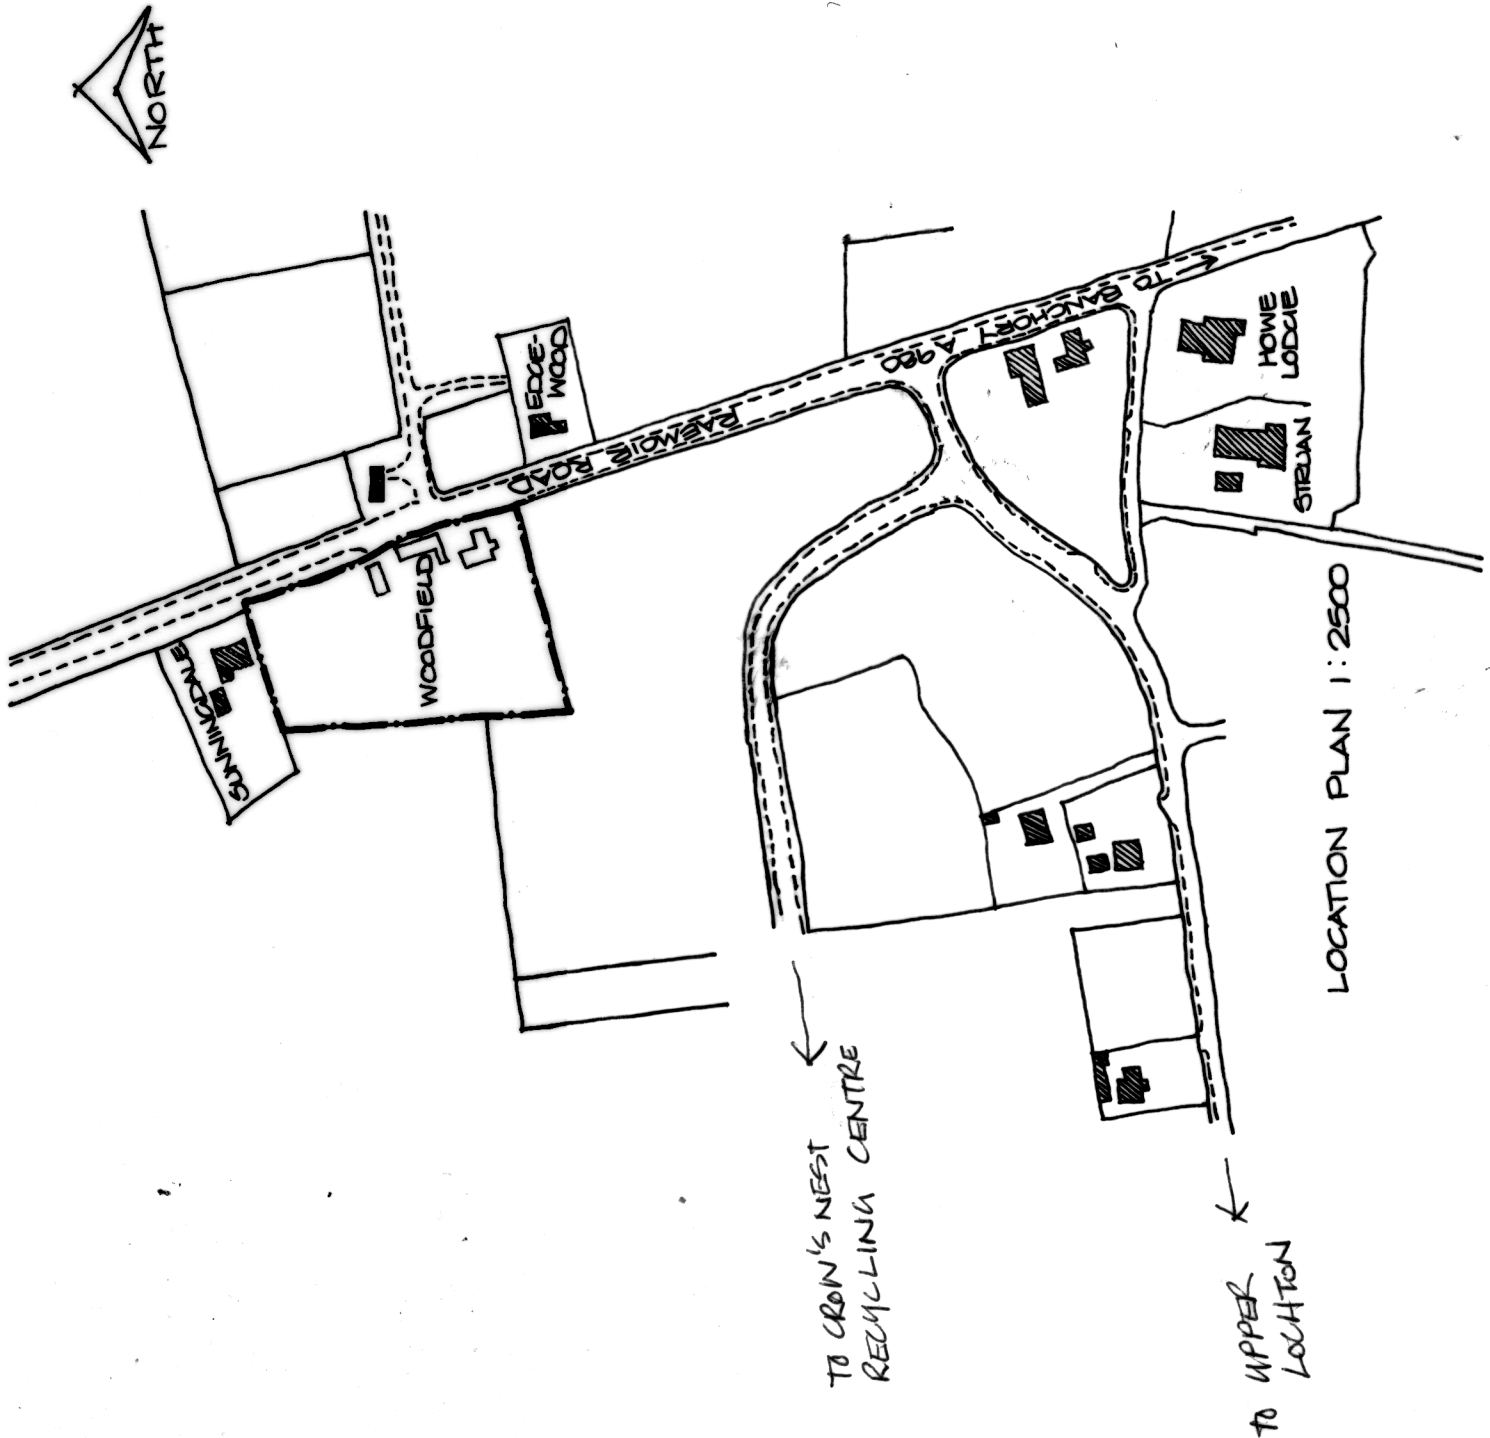 NORTH
SUNNINGDALE
WOODFIELD
EDGE-
WOOD
RAEMOIR ROAD
A980
TO BANCHORY
HOWE
LODGE
STRUAN
LOCATION PLAN 1:2500
TO CROW'S NEST
RECYCLING CENTRE
TO UPPER
LOCHTON